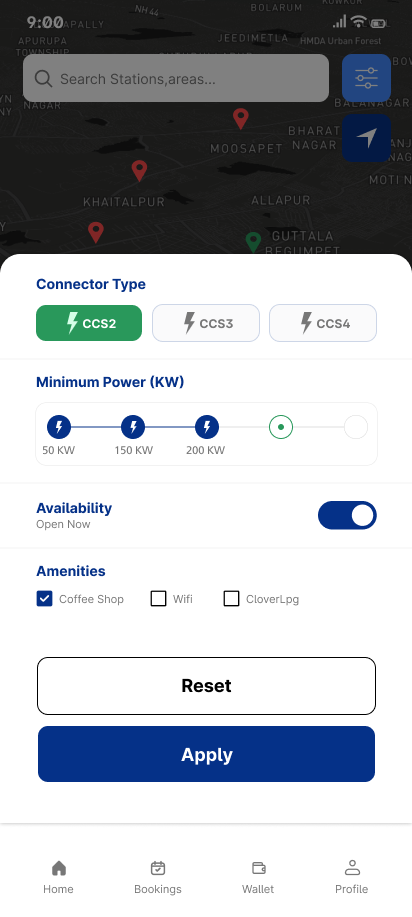 NH 44
BOLARUM
9:00
APALLY
APURUPA
TOWNSHIP
JEEDIMETLA
HMDA Urban Forest
Search Stations,areas...
NAGAR
BALANAGAR
BHARAT
NAGAR
MOOSAPET
MOTI N
KHAITALPUR
ALLAPUR
GUTTALA
BEGUMPET
Connector Type
CCS2
CCS3
CCS4
Minimum Power (KW)
50 KW
150 KW
200 KW
Availability
Open Now
Amenities
Coffee Shop
Wifi
CloverLpg
Reset
Apply
Home
Bookings
Wallet
Profile